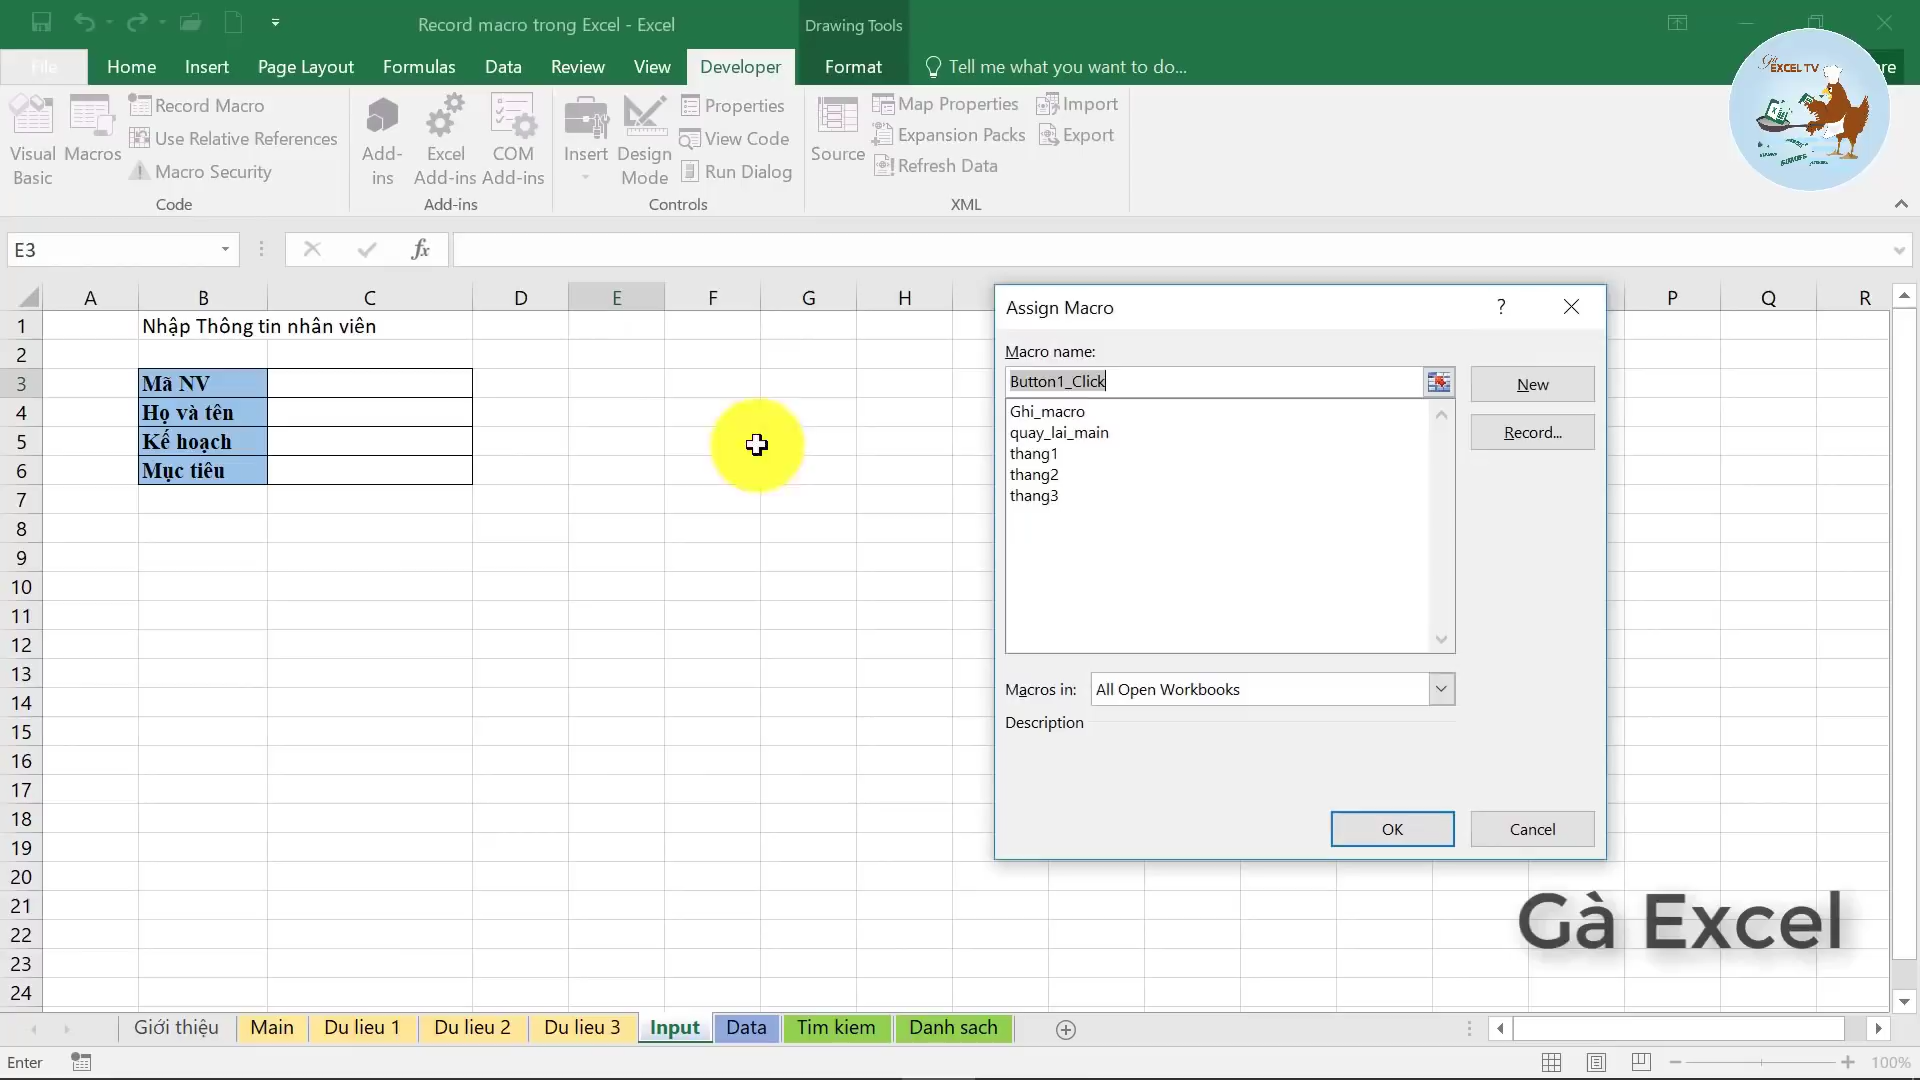 Record macro trong Excel - Excel
Drawing Tools
File
Home
Insert
Page Layout
Formulas
Data
Review
View
Developer
Format
Tell me what you want to do...
Visual Basic
Macros
Record Macro
Use Relative References
Macro Security
Code
Add-ins
Excel Add-ins
COM Add-ins
Add-ins
Insert
Design Mode
Properties
View Code
Run Dialog
Controls
Source
Map Properties
Expansion Packs
Refresh Data
Import
Export
XML
EXCEL TV
E3
fx
A B C D E F G H P Q R
1 Nhập Thông tin nhân viên
2
3 Mã NV
4 Họ và tên
5 Kế hoạch
6 Mục tiêu
7
8
9
10
11
12
13
14
15
16
17
18
19
20
21
22
23
24
Assign Macro
?
Macro name:
Button1_Click
Ghi_macro
quay_lai_main
thang1
thang2
thang3
New
Record...
Macros in: All Open Workbooks
Description
OK
Cancel
Gà Excel
Giới thiệu
Main
Du lieu 1
Du lieu 2
Du lieu 3
Input
Data
Tim kiem
Danh sach
Enter
100%